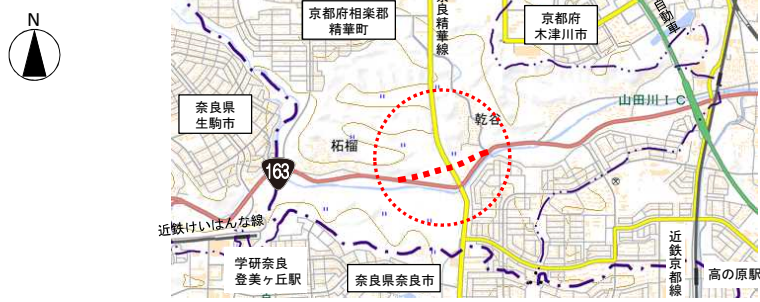 N
京都府相楽郡
精華町
良精華線
京都府
木津川市
自動車
奈良県
生駒市
乾谷
山田川IC
柘榴
163
近鉄けいはんな線
学研奈良
登美ヶ丘駅
奈良県奈良市
近鉄京都線
高の原駅